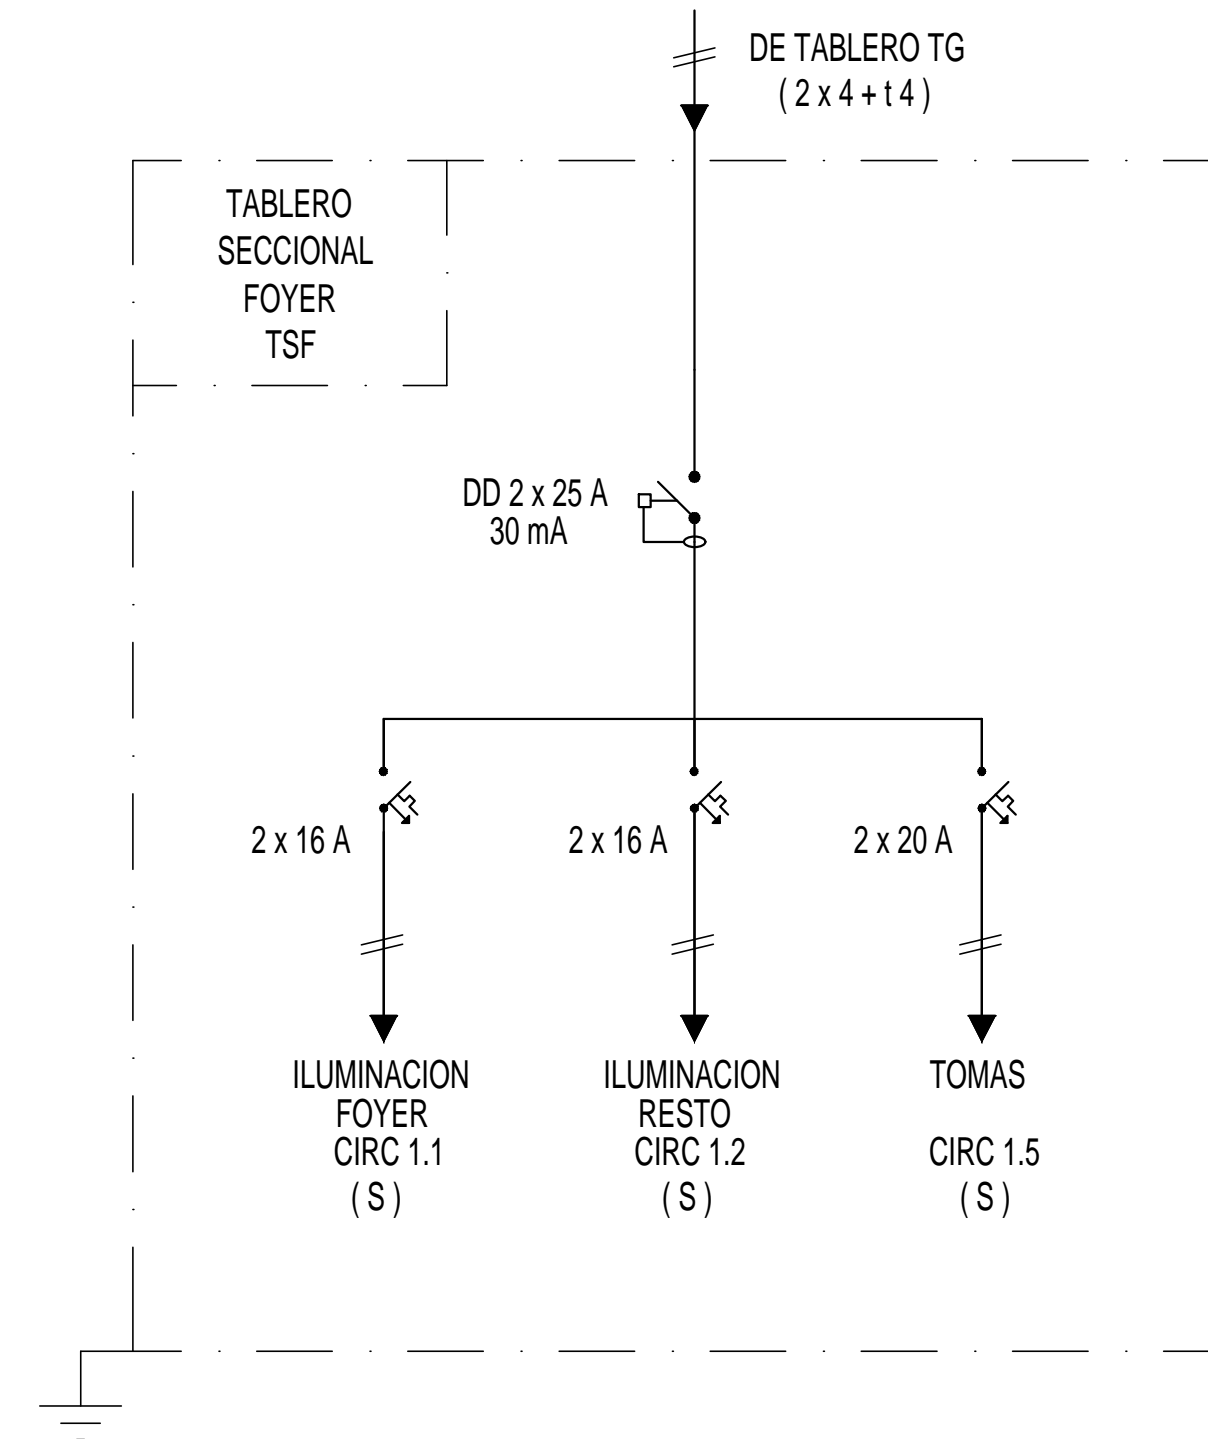 DE TABLERO TG
( 2 x 4 + t 4 )
TABLERO
SECCIONAL
FOYER
TSF
DD 2 x 25 A
30 mA
2 x 16 A
2 x 16 A
2 x 20 A
ILUMINACION
FOYER
CIRC 1.1
( S )
ILUMINACION
RESTO
CIRC 1.2
( S )
TOMAS
CIRC 1.5
( S )